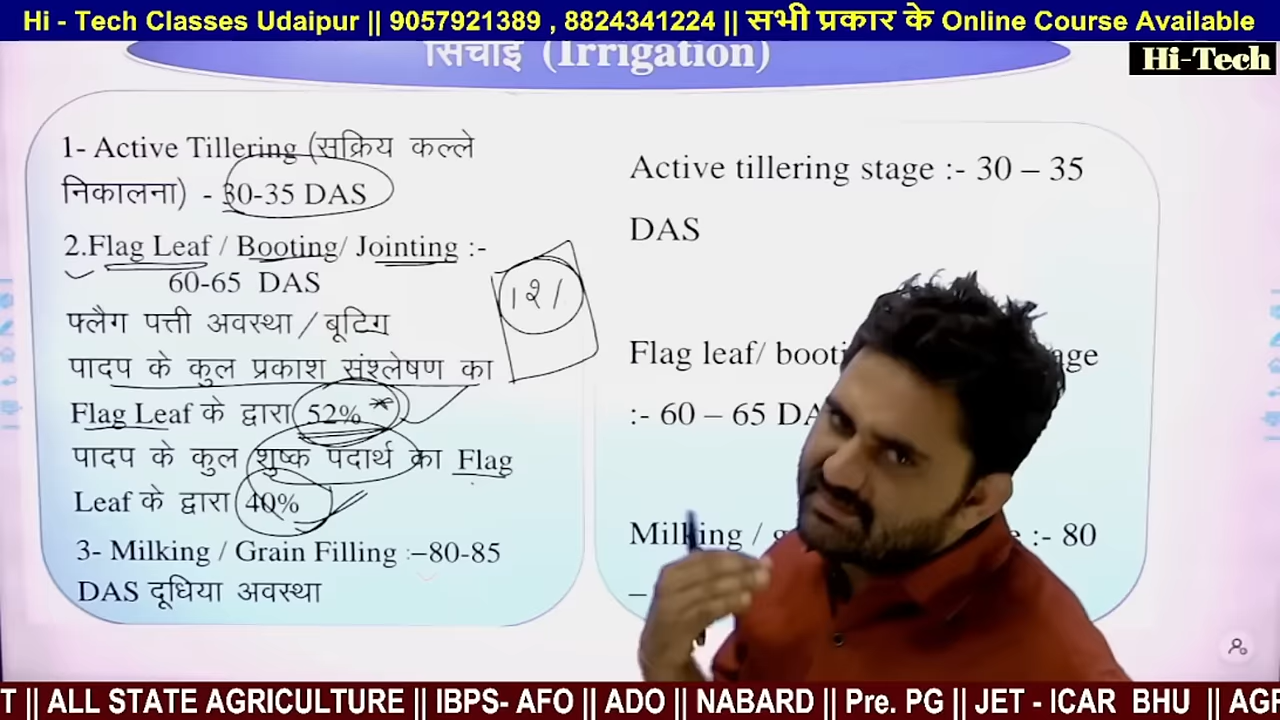 Hi - Tech Classes Udaipur || 9057921389 , 8824341224 || सभी प्रकार के Online Course Available
सिंचाई (Irrigation)
Hi-Tech
1- Active Tillering (सक्रिय कल्ले
निकालना) - 30-35 DAS
2.Flag Leaf / Booting/ Jointing :-
60-65 DAS
फ्लैग पत्ती अवस्था / बूटिग
पादप के कुल प्रकाश संश्लेषण का
Flag Leaf के द्वारा 52% *
पादप के कुल शुष्क पदार्थ का Flag
Leaf के द्वारा 40%
3- Milking / Grain Filling :–80-85
DAS दूधिया अवस्था
Active tillering stage :- 30 – 35
DAS
Flag leaf/
:- 60 – 65
Milking / :- 80
–
T || ALL STATE AGRICULTURE || IBPS- AFO || ADO || NABARD || Pre. PG || JET - ICAR BHU ||